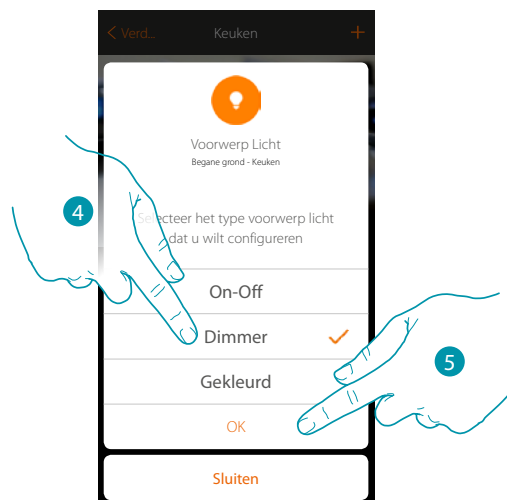 Verd...
Keuken
+
Voorwerp Licht
Begane grond - Keuken
4
Selecteer het type voorwerp licht
dat u wilt configureren
On-Off
Dimmer
5
Gekleurd
OK
Sluiten